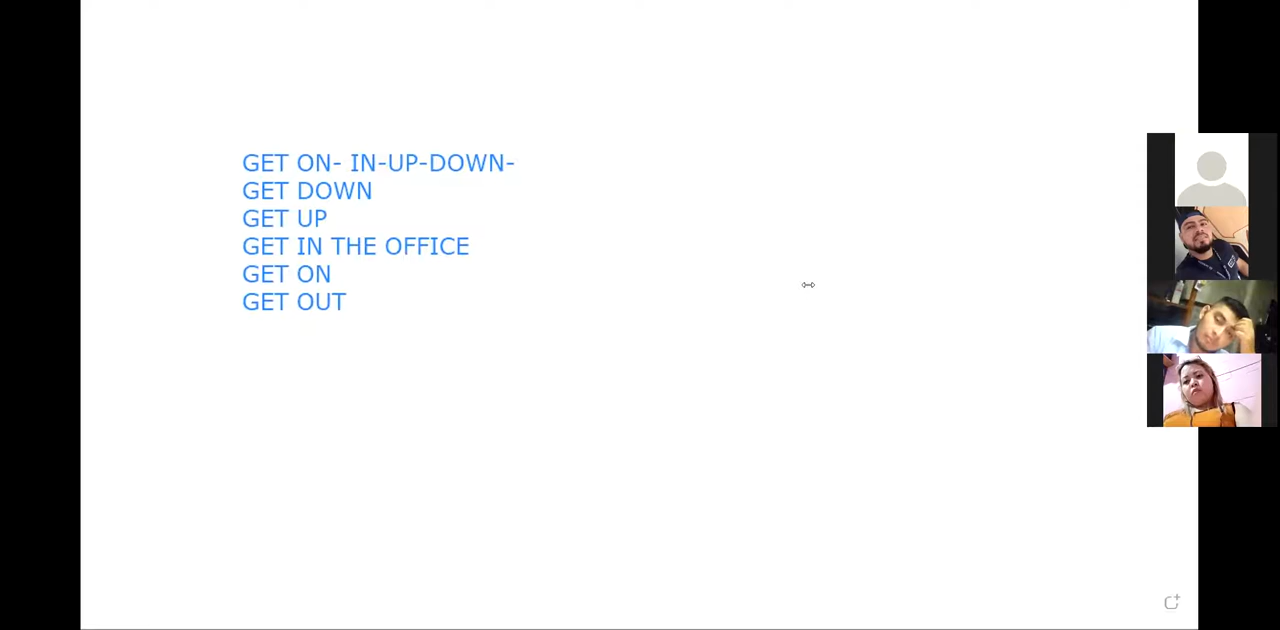 GET ON- IN-UP-DOWN-
GET DOWN
GET UP
GET IN THE OFFICE
GET ON
GET OUT